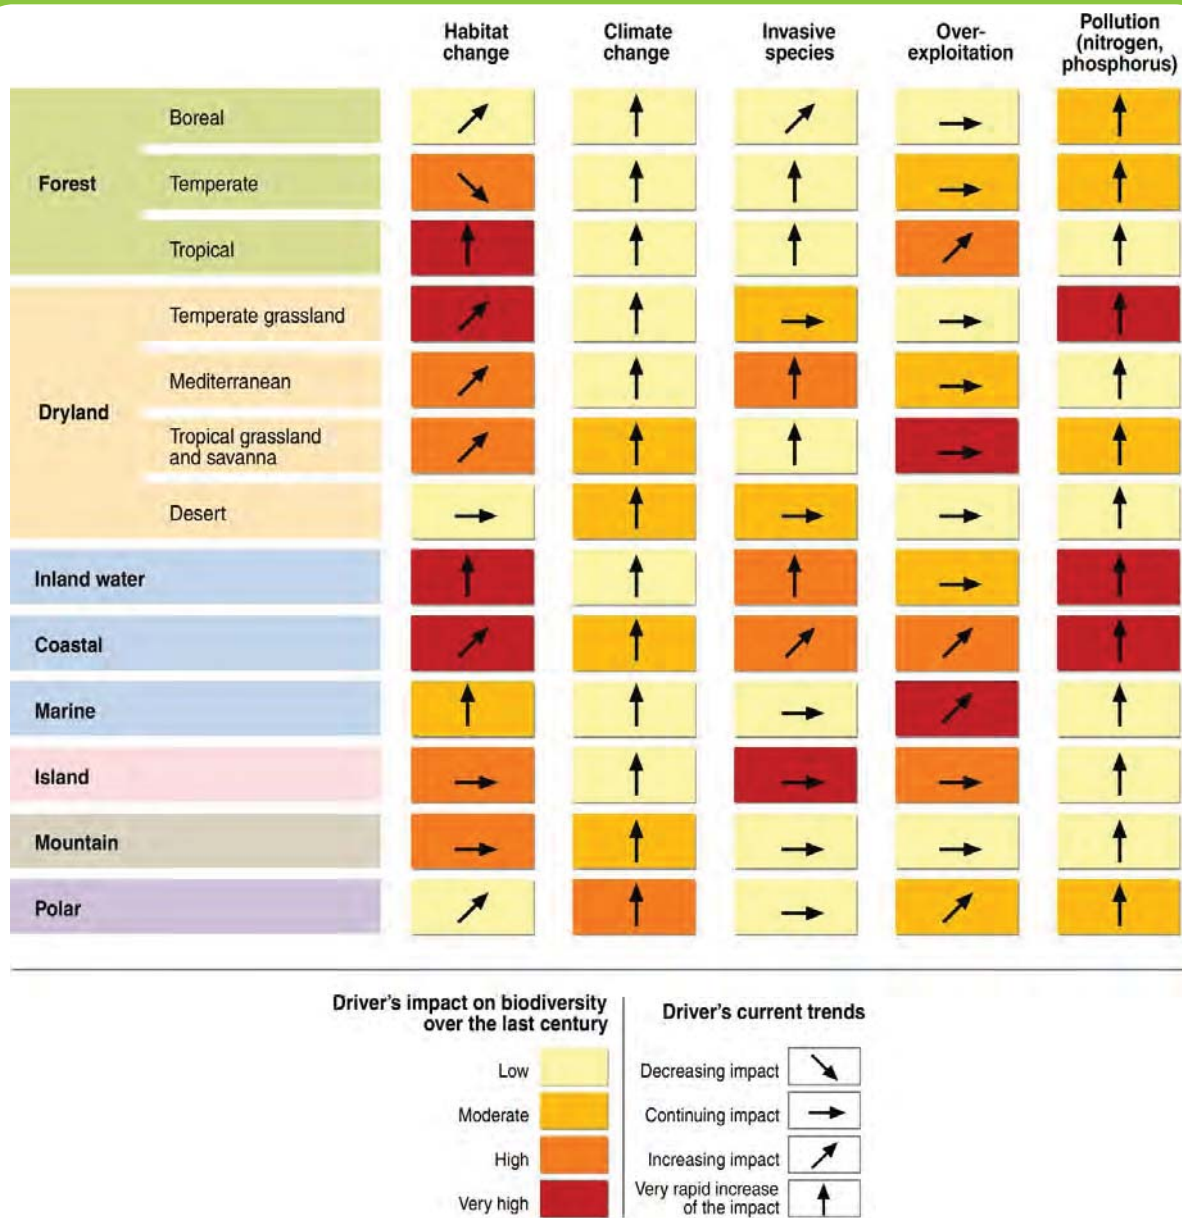 Habitat
change
Climate
change
Invasive
species
Over-
exploitation
Pollution
(nitrogen,
phosphorus)
Forest
Boreal
Temperate
Tropical
Dryland
Temperate grassland
Mediterranean
Tropical grassland
and savanna
Desert
Inland water
Coastal
Marine
Island
Mountain
Polar
Driver's impact on biodiversity
over the last century
Low
Moderate
High
Very high
Driver's current trends
Decreasing impact
Continuing impact
Increasing impact
Very rapid increase
of the impact